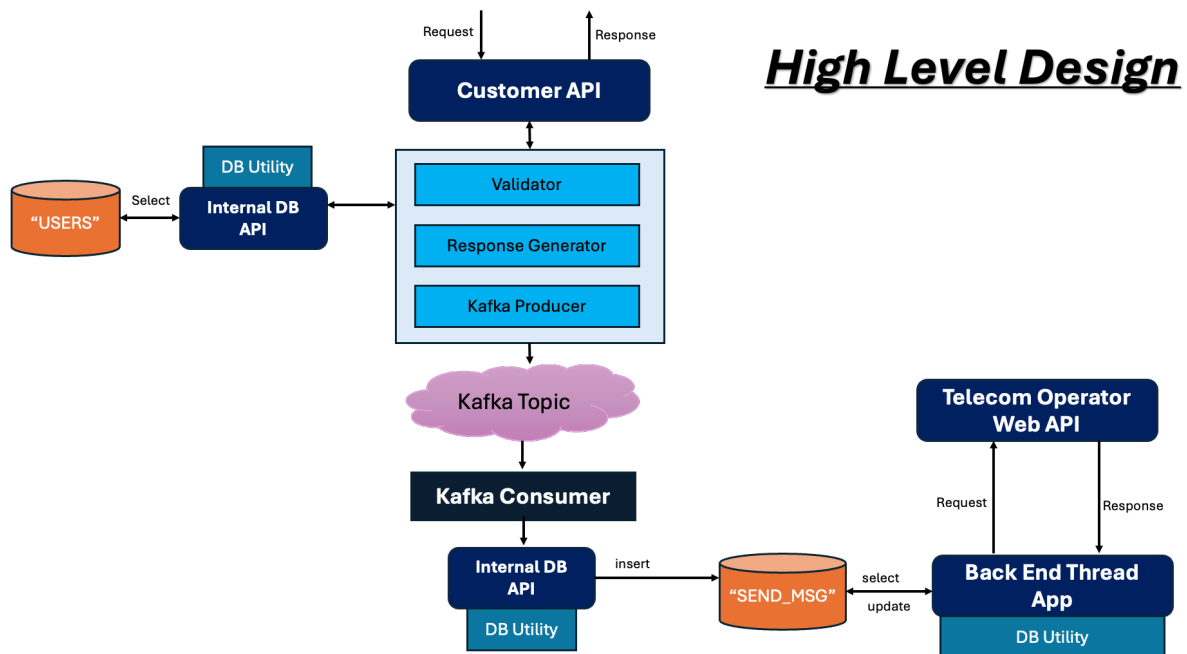 High Level Design
Request
Response
Customer API
DB Utility
Internal DB
API
Select
“USERS”
Validator
Response Generator
Kafka Producer
Kafka Topic
Kafka Consumer
Internal DB
API
DB Utility
insert
“SEND_MSG”
select
update
Telecom Operator
Web API
Request
Response
Back End Thread
App
DB Utility